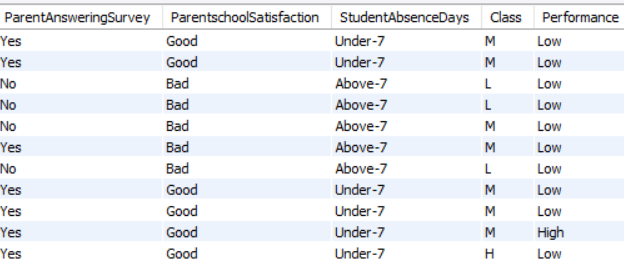 ParentAnsweringSurvey ParentschoolSatisfaction StudentAbsenceDays Class Performance
Yes Good Under-7 M Low
Yes Good Under-7 M Low
No Bad Above-7 L Low
No Bad Above-7 L Low
No Bad Above-7 M Low
Yes Bad Above-7 M Low
No Bad Above-7 L Low
Yes Good Under-7 M Low
Yes Good Under-7 M Low
Yes Good Under-7 M High
Yes Good Under-7 H Low